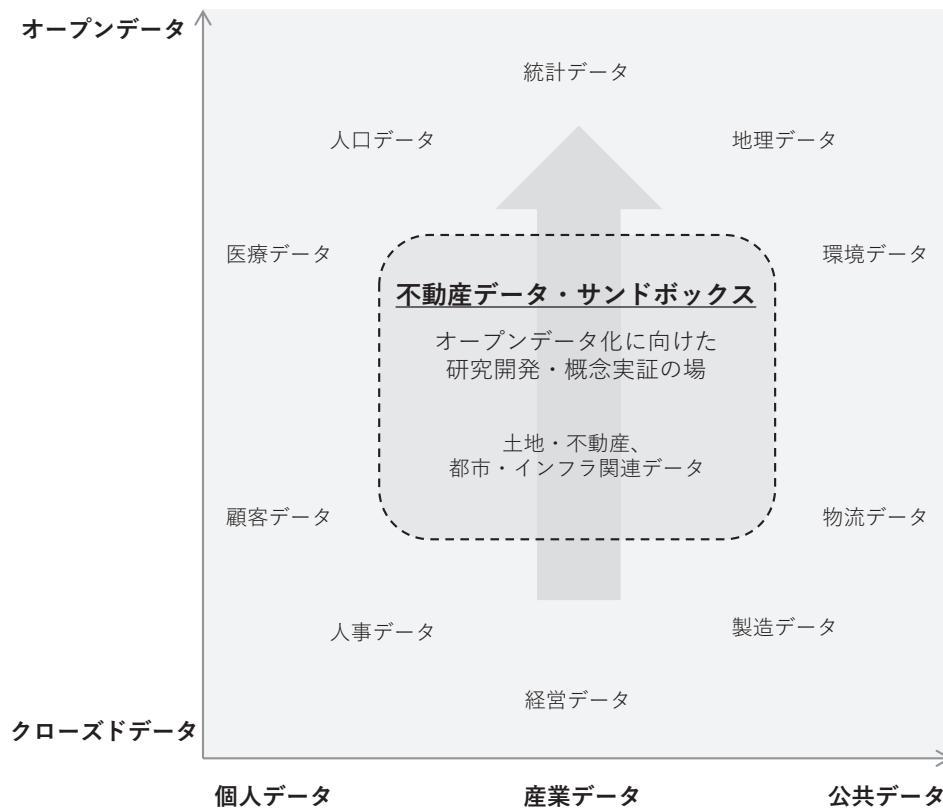 オープンデータ
統計データ
人口データ
地理データ
医療データ
環境データ
不動産データ・サンドボックス
オープンデータ化に向けた
研究開発・概念実証の場
土地・不動産、
都市・インフラ関連データ
顧客データ
物流データ
人事データ
製造データ
経営データ
クローズドデータ
個人データ
産業データ
公共データ